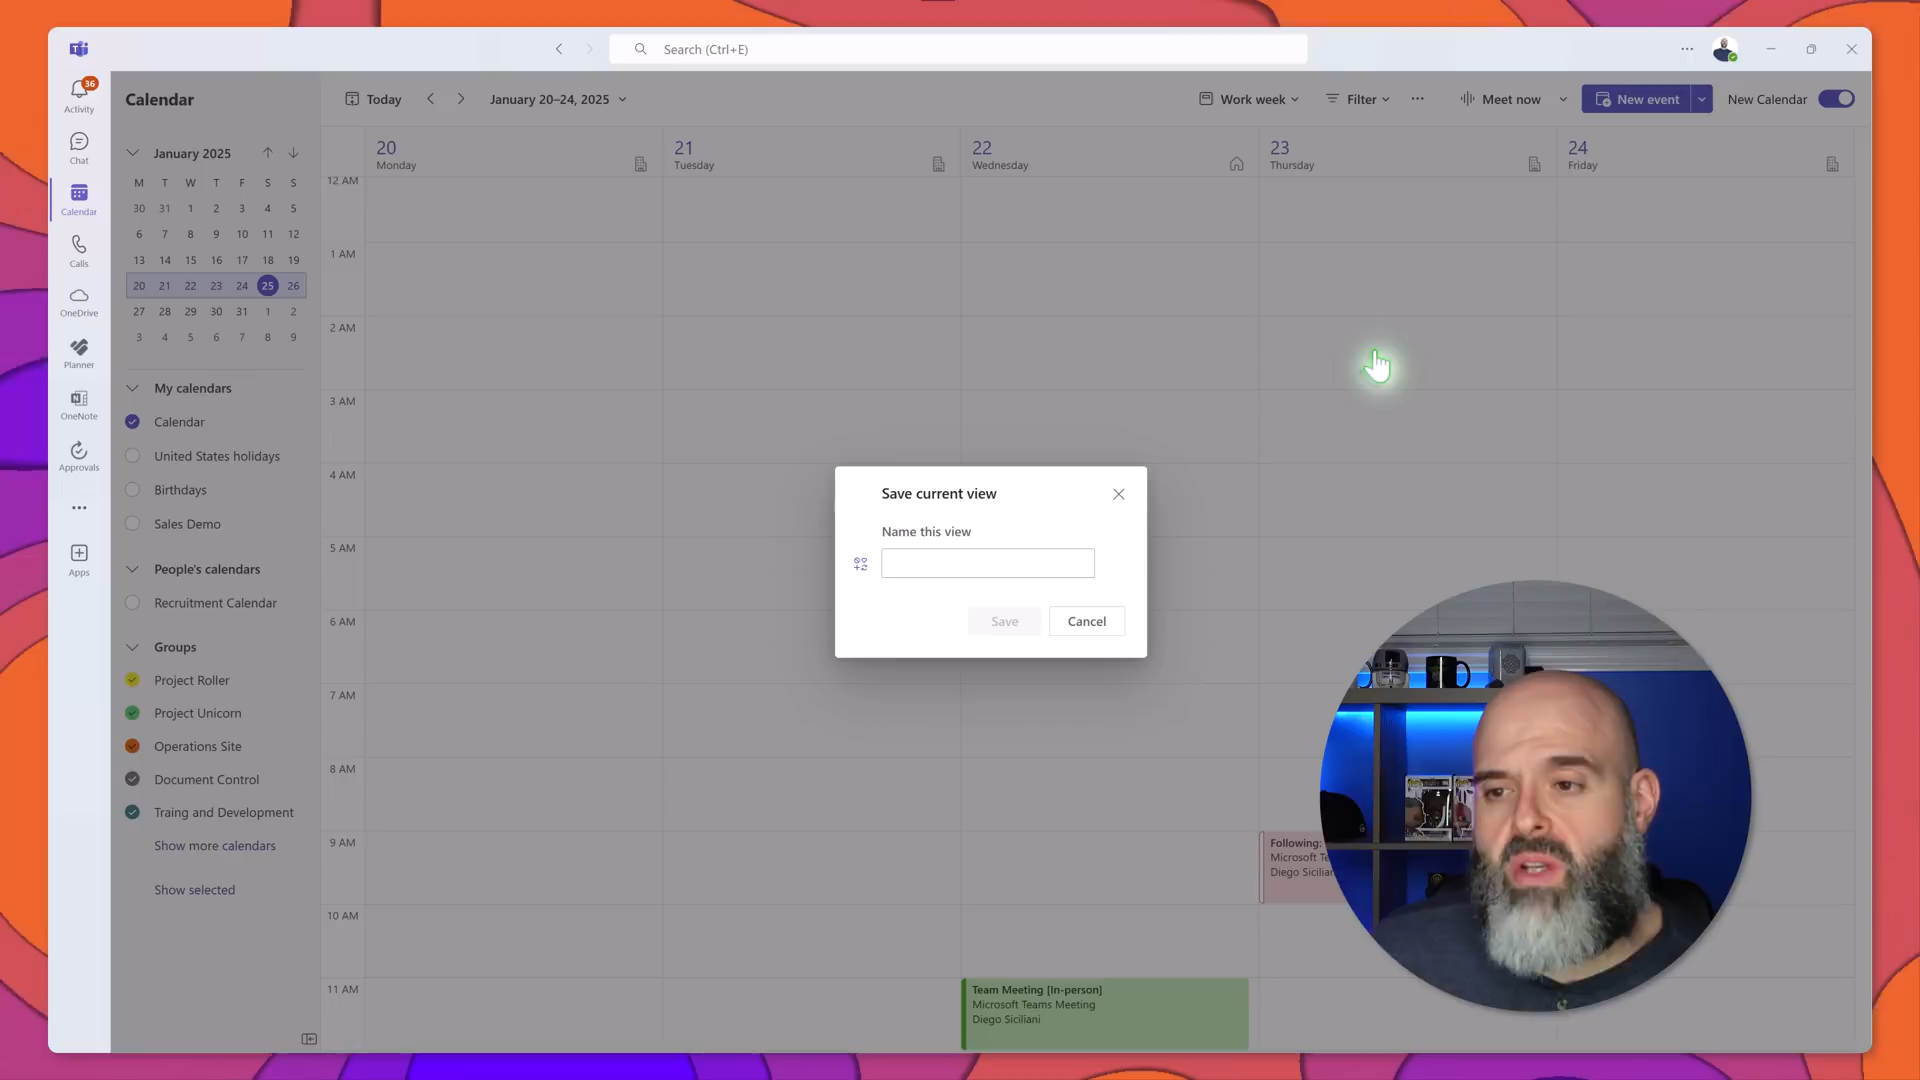 Search (Ctrl+E)
36
Activity
Chat
Calendar
Calls
OneDrive
Planner
OneNote
Approvals
Apps
Calendar
Today
January 20–24, 2025
Work week
Filter
Meet now
New event
New Calendar
January 2025
M T W T F S S
30 31 1 2 3 4 5
6 7 8 9 10 11 12
13 14 15 16 17 18 19
20 21 22 23 24 25 26
27 28 29 30 31 1 2
3 4 5 6 7 8 9
My calendars
Calendar
United States holidays
Birthdays
Sales Demo
People's calendars
Recruitment Calendar
Groups
Project Roller
Project Unicorn
Operations Site
Document Control
Traing and Development
Show more calendars
Show selected
20
Monday
21
Tuesday
22
Wednesday
23
Thursday
24
Friday
12 AM
1 AM
2 AM
3 AM
4 AM
5 AM
6 AM
7 AM
8 AM
9 AM
10 AM
11 AM
Save current view
Name this view
Save
Cancel
Following:
Microsoft Te
Diego Sicilian
Team Meeting [In-person]
Microsoft Teams Meeting
Diego Siciliani